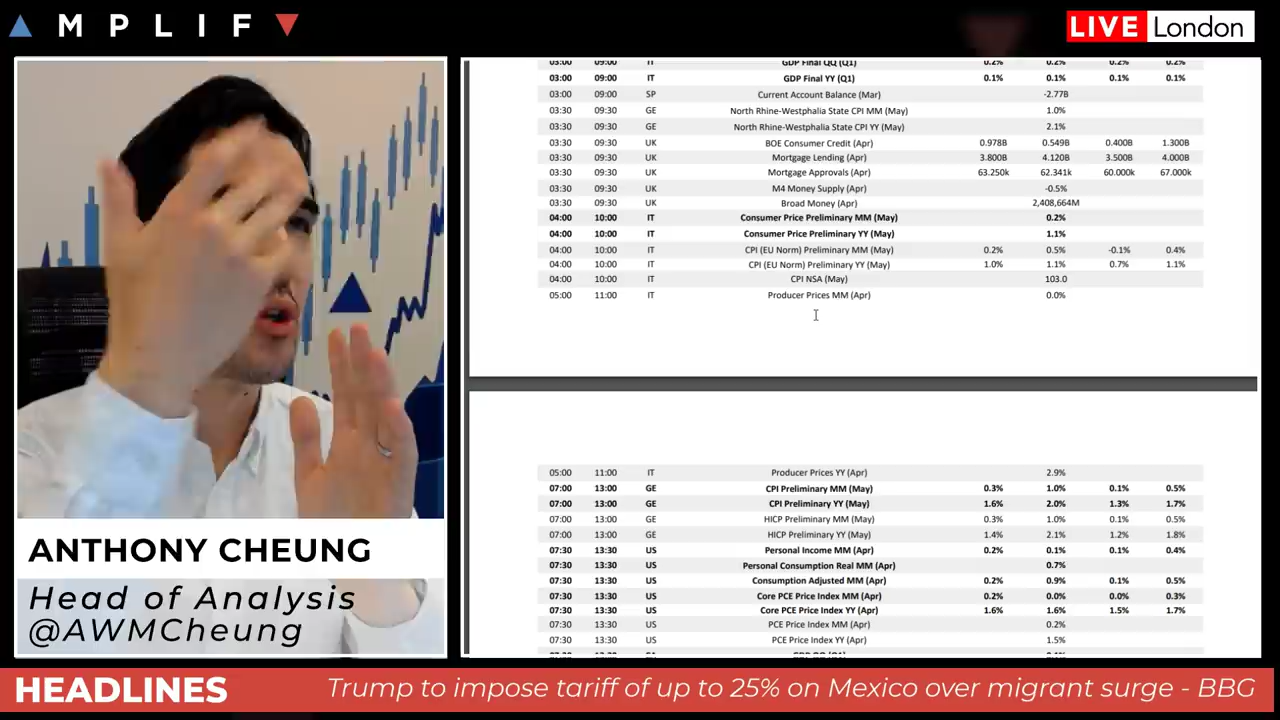 MPLIF
LIVE London
03:00 09:00 IT GDP Final QQ (Q1) 0.2% 0.2% 0.2% 0.2%
03:00 09:00 IT GDP Final YY (Q1) 0.1% 0.1% 0.1% 0.1%
03:00 09:00 SP Current Account Balance (Mar) -2.77B
03:30 09:30 GE North Rhine-Westphalia State CPI MM (May) 1.0%
03:30 09:30 GE North Rhine-Westphalia State CPI YY (May) 2.1%
03:30 09:30 UK BOE Consumer Credit (Apr) 0.978B 0.549B 0.400B 1.300B
03:30 09:30 UK Mortgage Lending (Apr) 3.800B 4.120B 3.500B 4.000B
03:30 09:30 UK Mortgage Approvals (Apr) 63.250k 62.341k 60.000k 67.000k
03:30 09:30 UK M4 Money Supply (Apr) -0.5%
03:30 09:30 UK Broad Money (Apr) 2,408,664M
04:00 10:00 IT Consumer Price Preliminary MM (May) 0.2%
04:00 10:00 IT Consumer Price Preliminary YY (May) 1.1%
04:00 10:00 IT CPI (EU Norm) Preliminary MM (May) 0.2% 0.5% -0.1% 0.4%
04:00 10:00 IT CPI (EU Norm) Preliminary YY (May) 1.0% 1.1% 0.7% 1.1%
04:00 10:00 IT CPI NSA (May) 103.0
05:00 11:00 IT Producer Prices MM (Apr) 0.0%
05:00 11:00 IT Producer Prices YY (Apr) 2.9%
07:00 13:00 GE CPI Preliminary MM (May) 0.3% 1.0% 0.1% 0.5%
07:00 13:00 GE CPI Preliminary YY (May) 1.6% 2.0% 1.3% 1.7%
07:00 13:00 GE HICP Preliminary MM (May) 0.3% 1.0% 0.1% 0.5%
07:00 13:00 GE HICP Preliminary YY (May) 1.4% 2.1% 1.2% 1.8%
07:30 13:30 US Personal Income MM (Apr) 0.2% 0.1% 0.1% 0.4%
07:30 13:30 US Personal Consumption Real MM (Apr) 0.7%
07:30 13:30 US Consumption Adjusted MM (Apr) 0.2% 0.9% 0.1% 0.5%
07:30 13:30 US Core PCE Price Index MM (Apr) 0.2% 0.0% 0.0% 0.3%
07:30 13:30 US Core PCE Price Index YY (Apr) 1.6% 1.6% 1.5% 1.7%
07:30 13:30 US PCE Price Index MM (Apr) 0.2%
07:30 13:30 US PCE Price Index YY (Apr) 1.5%
ANTHONY CHEUNG
Head of Analysis
@AWMCheung
HEADLINES Trump to impose tariff of up to 25% on Mexico over migrant surge - BBG